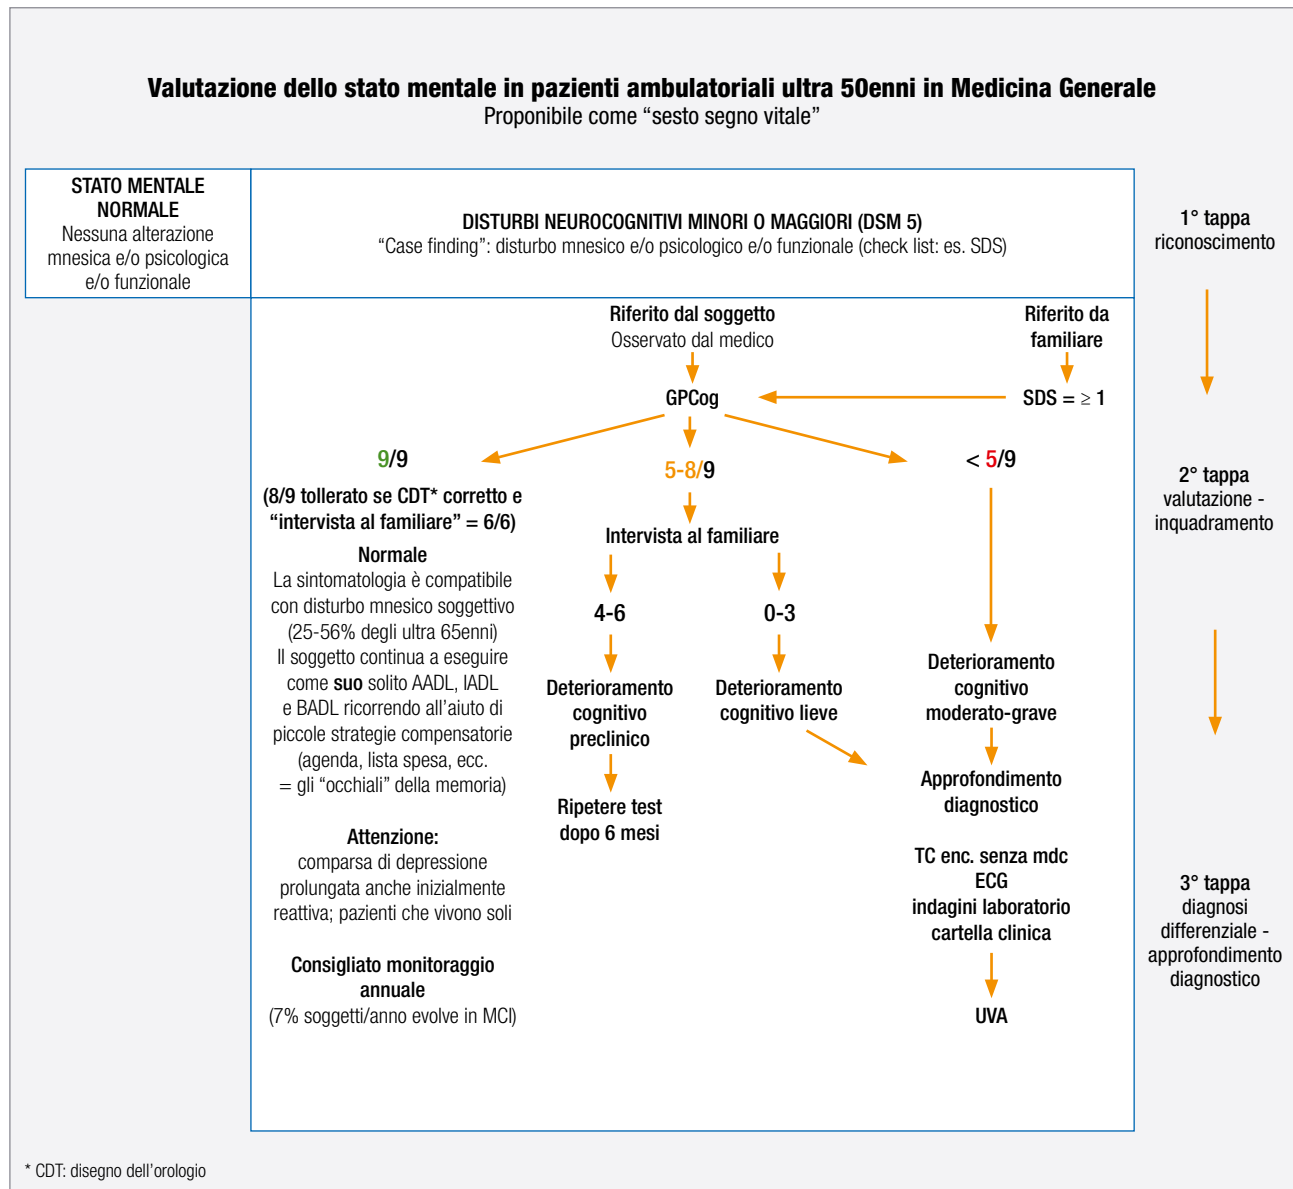 Valutazione dello stato mentale in pazienti ambulatoriali ultra 50enni in Medicina Generale
Proponibile come “sesto segno vitale”
STATO MENTALE
NORMALE
Nessuna alterazione
mnesica e/o psicologica
e/o funzionale
DISTURBI NEUROCOGNITIVI MINORI O MAGGIORI (DSM 5)
“Case finding”: disturbo mnesico e/o psicologico e/o funzionale (check list: es. SDS)
1° tappa
riconoscimento
Riferito dal soggetto
Osservato dal medico
Riferito da
familiare
GPCog
SDS = ≥ 1
9/9
(8/9 tollerato se CDT* corretto e
“intervista al familiare” = 6/6)
Normale
La sintomatologia è compatibile
con disturbo mnesico soggettivo
(25-56% degli ultra 65enni)
Il soggetto continua a eseguire
come suo solito AADL, IADL
e BADL ricorrendo all’aiuto di
piccole strategie compensatorie
(agenda, lista spesa, ecc.
= gli “occhiali” della memoria)
Attenzione:
comparsa di depressione
prolungata anche inizialmente
reattiva; pazienti che vivono soli
Consigliato monitoraggio
annuale
(7% soggetti/anno evolve in MCI)
5-8/9
Intervista al familiare
4-6
Deterioramento
cognitivo
preclinico
Ripetere test
dopo 6 mesi
0-3
Deterioramento
cognitivo lieve
< 5/9
Deterioramento
cognitivo
moderato-grave
Approfondimento
diagnostico
TC enc. senza mdc
ECG
indagini laboratorio
cartella clinica
UVA
2° tappa
valutazione -
inquadramento
3° tappa
diagnosi
differenziale -
approfondimento
diagnostico
* CDT: disegno dell’orologio